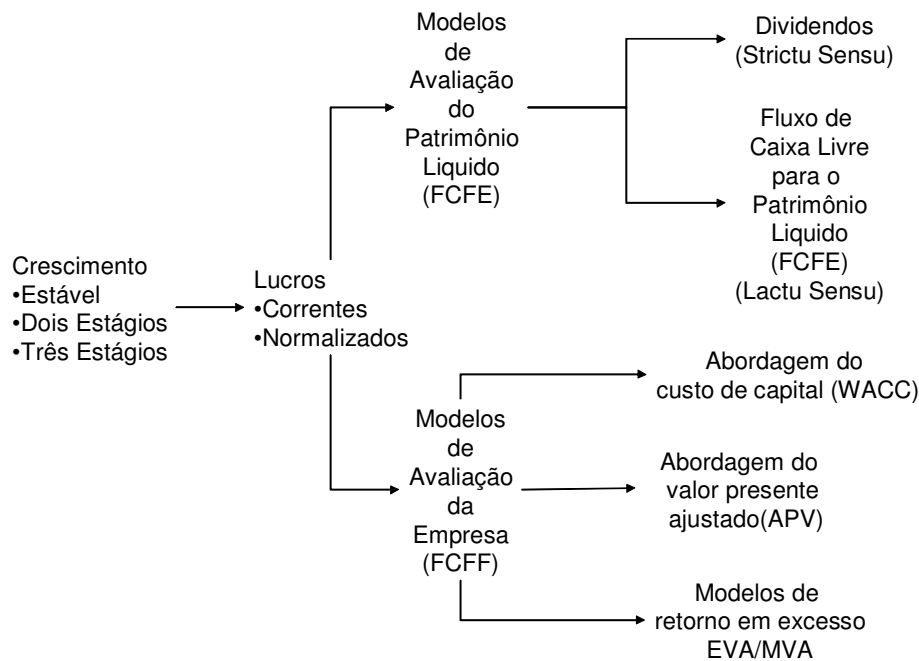 Crescimento
•Estável
•Dois Estágios
•Três Estágios
Lucros
•Correntes
•Normalizados
Modelos
de
Avaliação
do
Patrimônio
Liquido
(FCFE)
Dividendos
(Strictu Sensu)
Fluxo de
Caixa Livre
para o
Patrimônio
Liquido
(FCFE)
(Lactu Sensu)
Modelos
de
Avaliação
da
Empresa
(FCFF)
Abordagem do
custo de capital (WACC)
Abordagem do
valor presente
ajustado(APV)
Modelos de
retorno em excesso
EVA/MVA